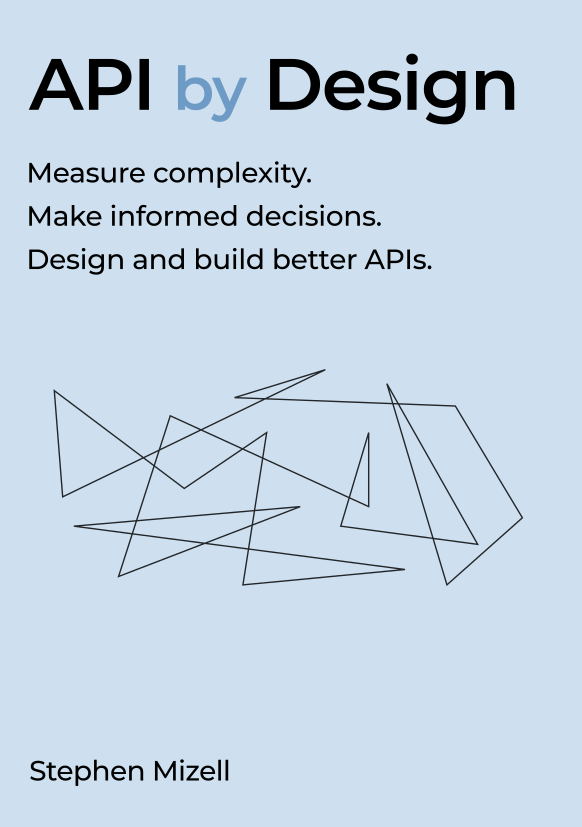 API by Design
Measure complexity.
Make informed decisions.
Design and build better APIs.
Stephen Mizell